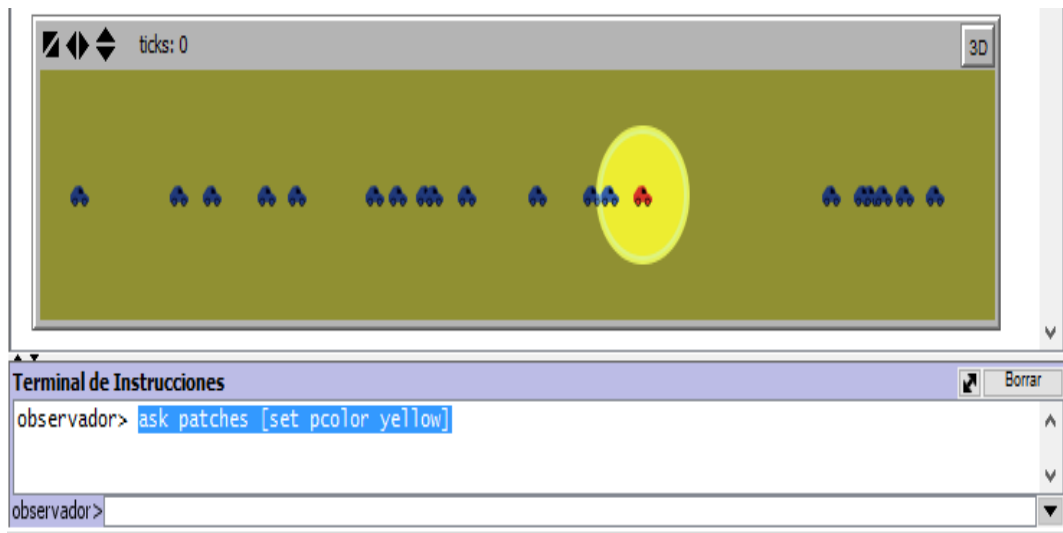 ticks: 0
3D
Terminal de Instrucciones
Borrar
observador> ask patches [set pcolor yellow]
observador>